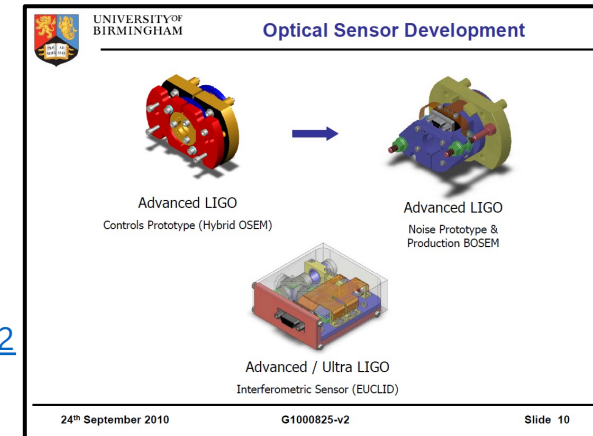 UNIVERSITY OF
BIRMINGHAM
Optical Sensor Development
Advanced LIGO
Controls Prototype (Hybrid OSEM)
Advanced LIGO
Noise Prototype &
Production BOSEM
2
Advanced / Ultra LIGO
Interferometric Sensor (EUCLID)
24th September 2010
G1000825-v2
Slide 10